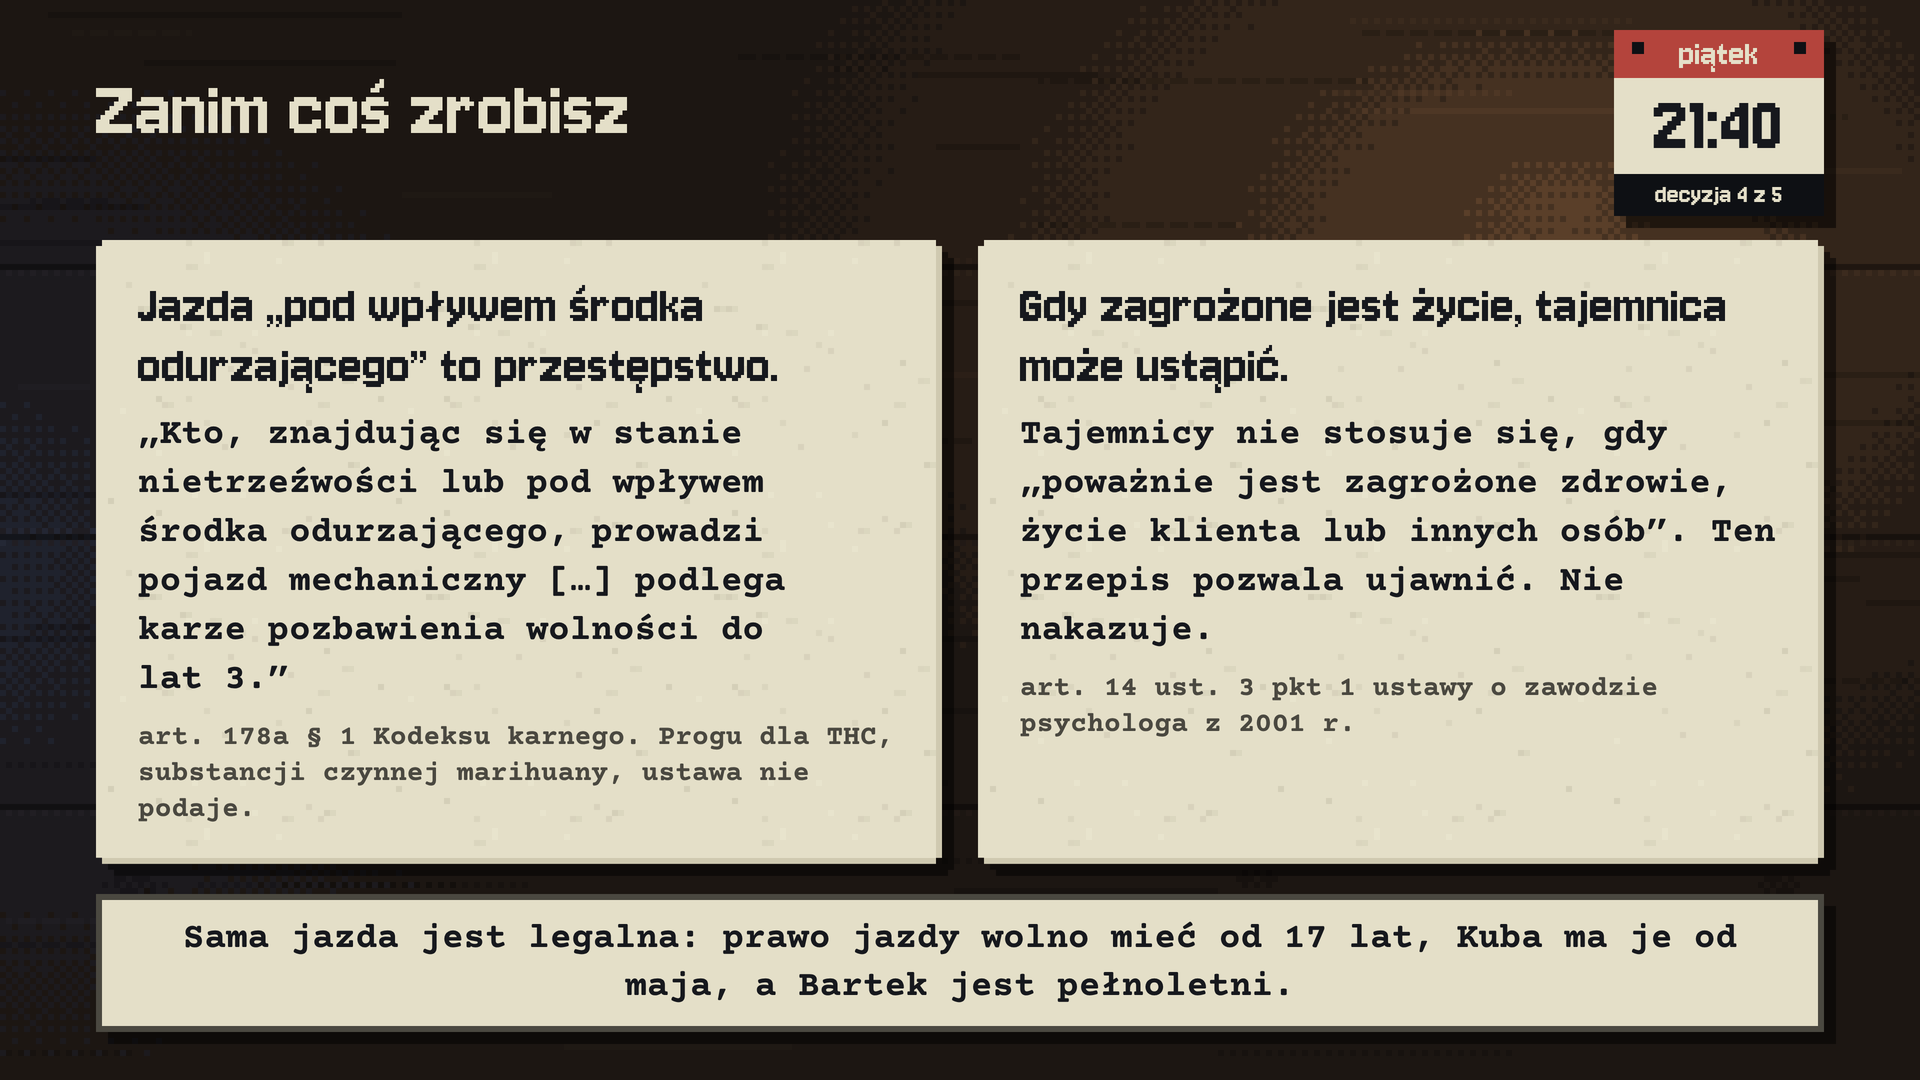 Zanim coś zrobisz
piątek
21:40
decyzja 4 z 5
Jazda „pod wpływem środka
odurzającego” to przestępstwo.
„Kto, znajdując się w stanie
nietrzeźwości lub pod wpływem
środka odurzającego, prowadzi
pojazd mechaniczny […] podlega
karze pozbawienia wolności do
lat 3.”
art. 178a § 1 Kodeksu karnego. Progu dla THC,
substancji czynnej marihuany, ustawa nie
podaje.
Gdy zagrożone jest życie, tajemnica
może ustąpić.
Tajemnicy nie stosuje się, gdy
„poważnie jest zagrożone zdrowie,
życie klienta lub innych osób”. Ten
przepis pozwala ujawnić. Nie
nakazuje.
art. 14 ust. 3 pkt 1 ustawy o zawodzie
psychologa z 2001 r.
Sama jazda jest legalna: prawo jazdy wolno mieć od 17 lat, Kuba ma je od
maja, a Bartek jest pełnoletni.